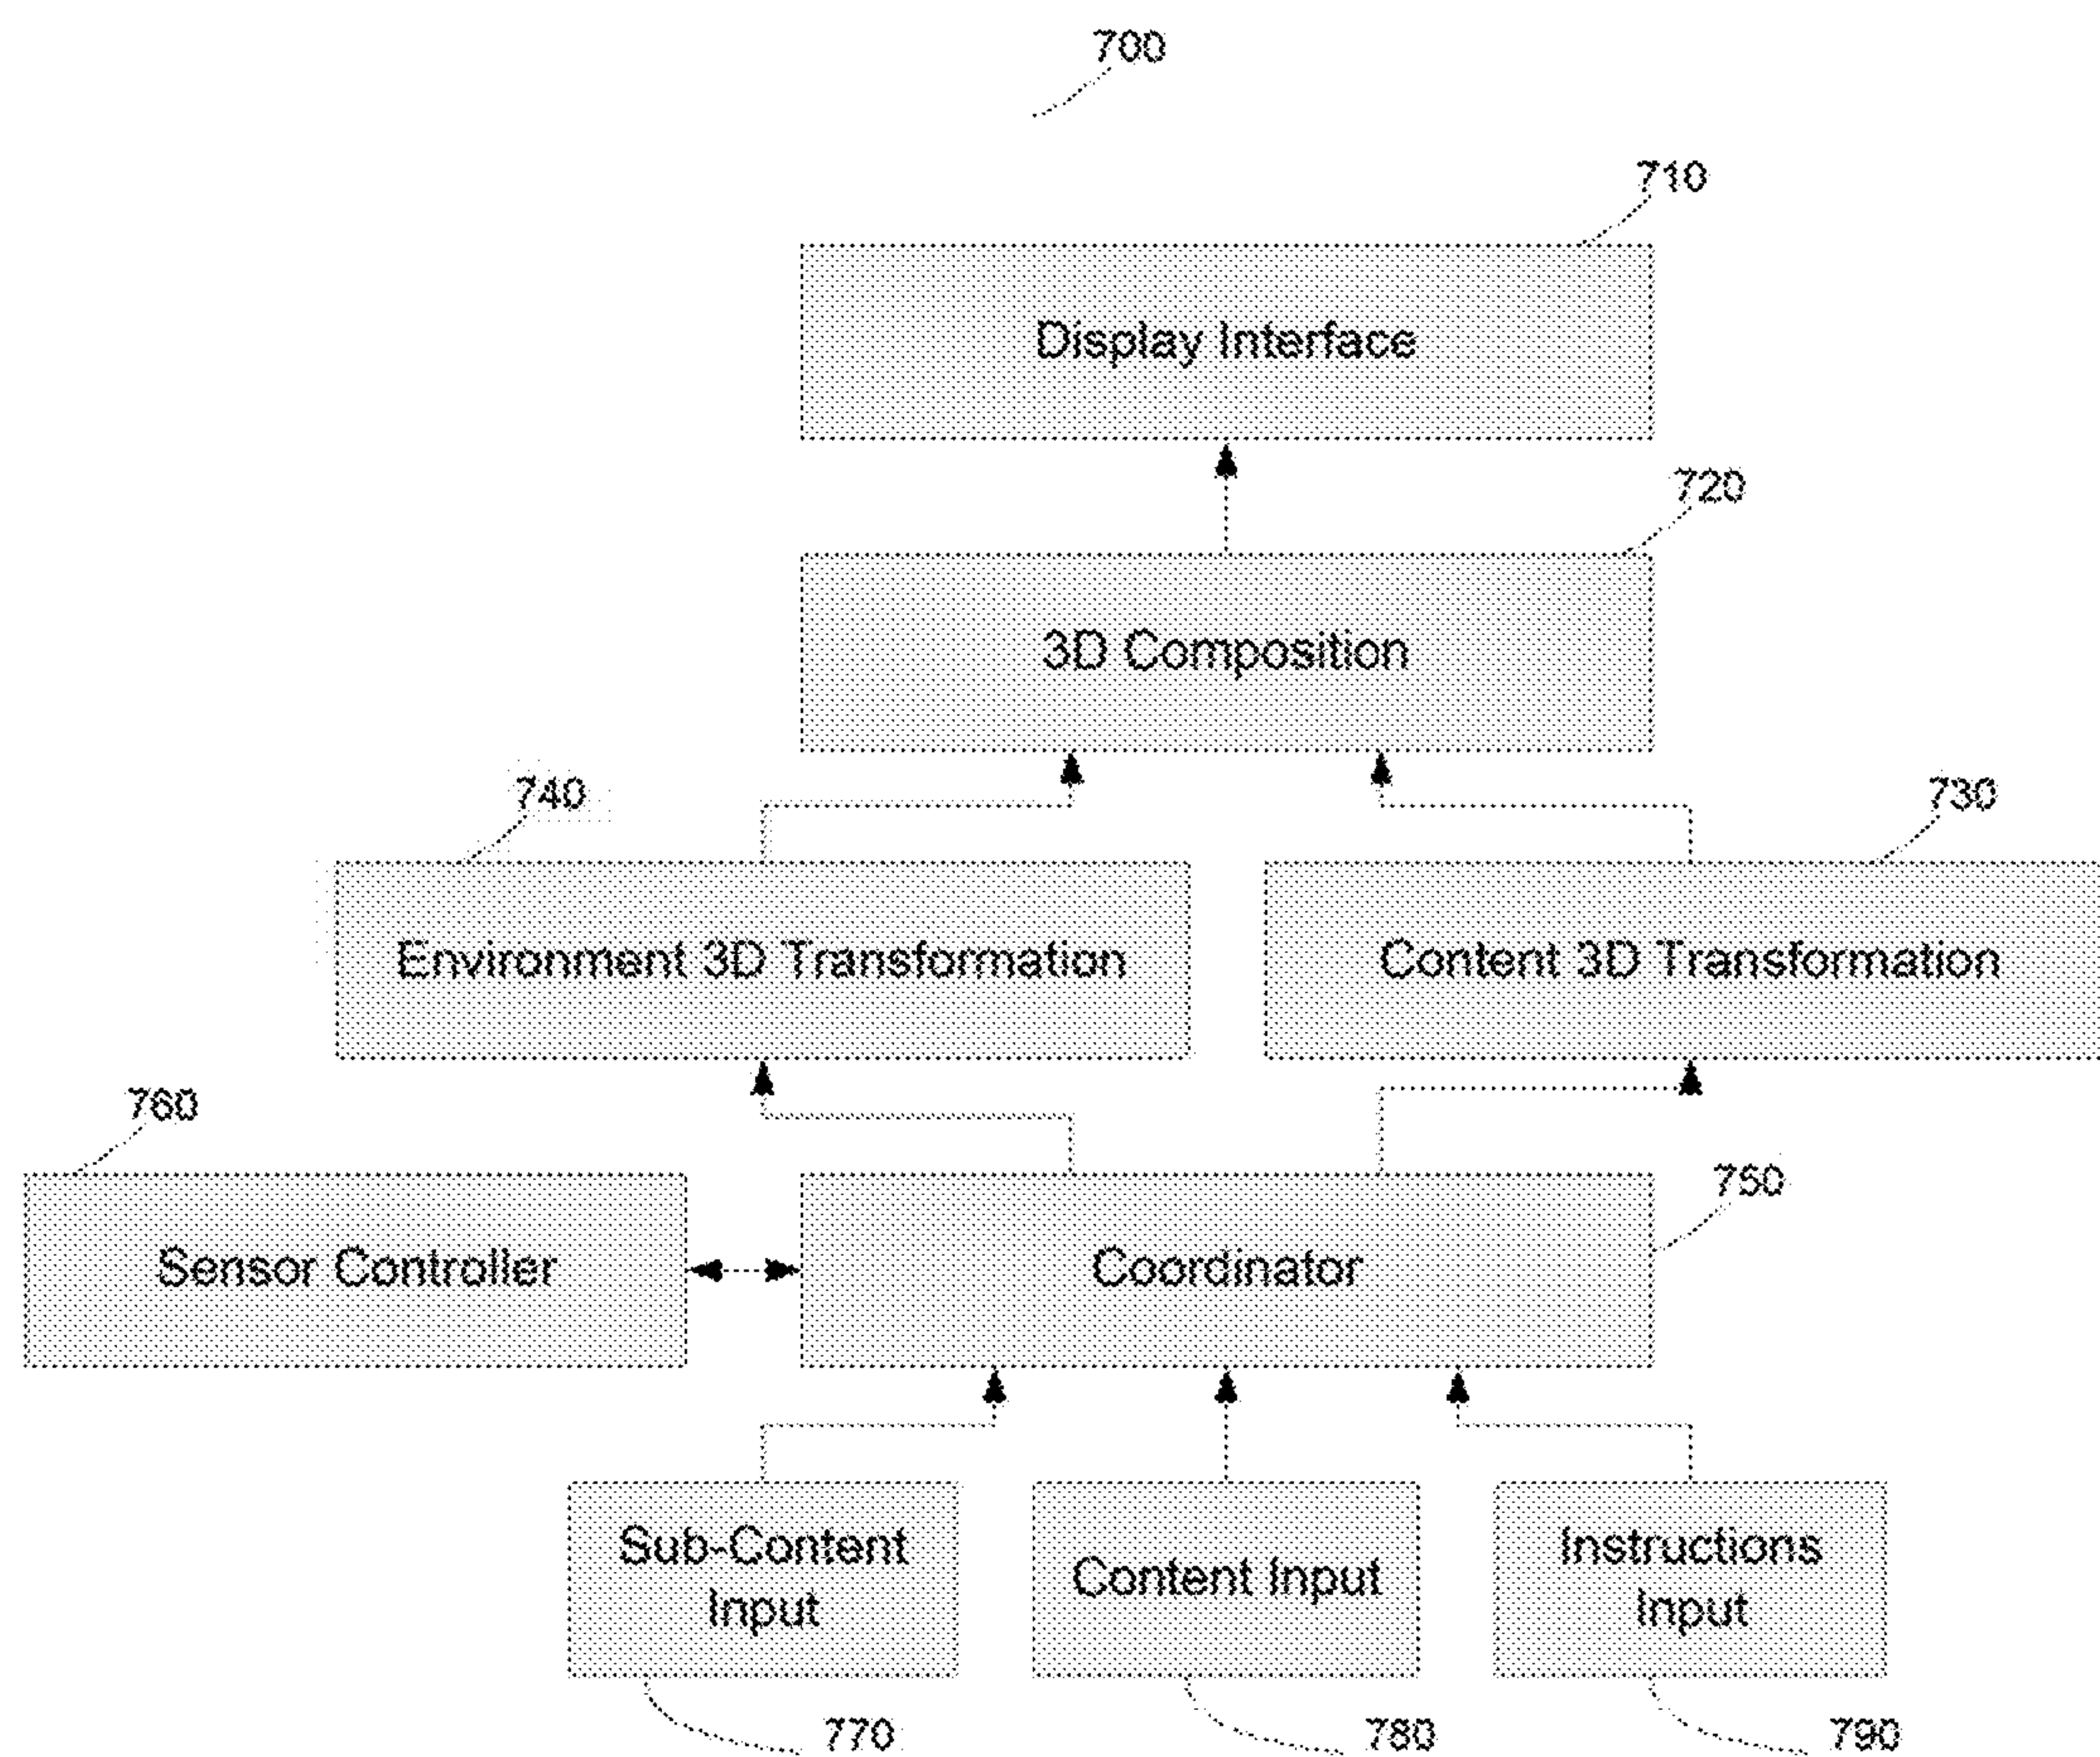 700
710
Display Interface
720
3D Composition
740
730
Environment 3D Transformation
Content 3D Transformation
760
750
Sensor Controller
Coordinator
Sub-Content
Input
Content Input
Instructions
Input
770
780
790